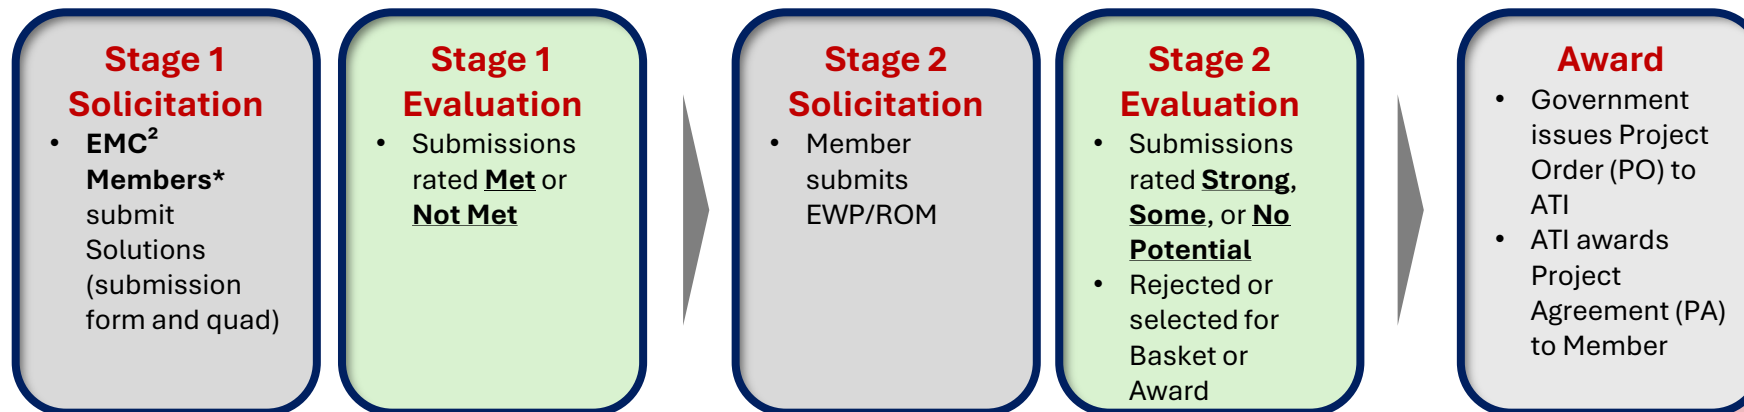 Stage 1
Solicitation
• EMC²
Members*
submit
Solutions
(submission
form and quad)
Stage 1
Evaluation
• Submissions
rated Met or
Not Met
Stage 2
Solicitation
• Member
submits
EWP/ROM
Stage 2
Evaluation
• Submissions
rated Strong,
Some, or No
Potential
• Rejected or
selected for
Basket or
Award
Award
• Government
issues Project
Order (PO) to
ATI
• ATI awards
Project
Agreement (PA)
to Member